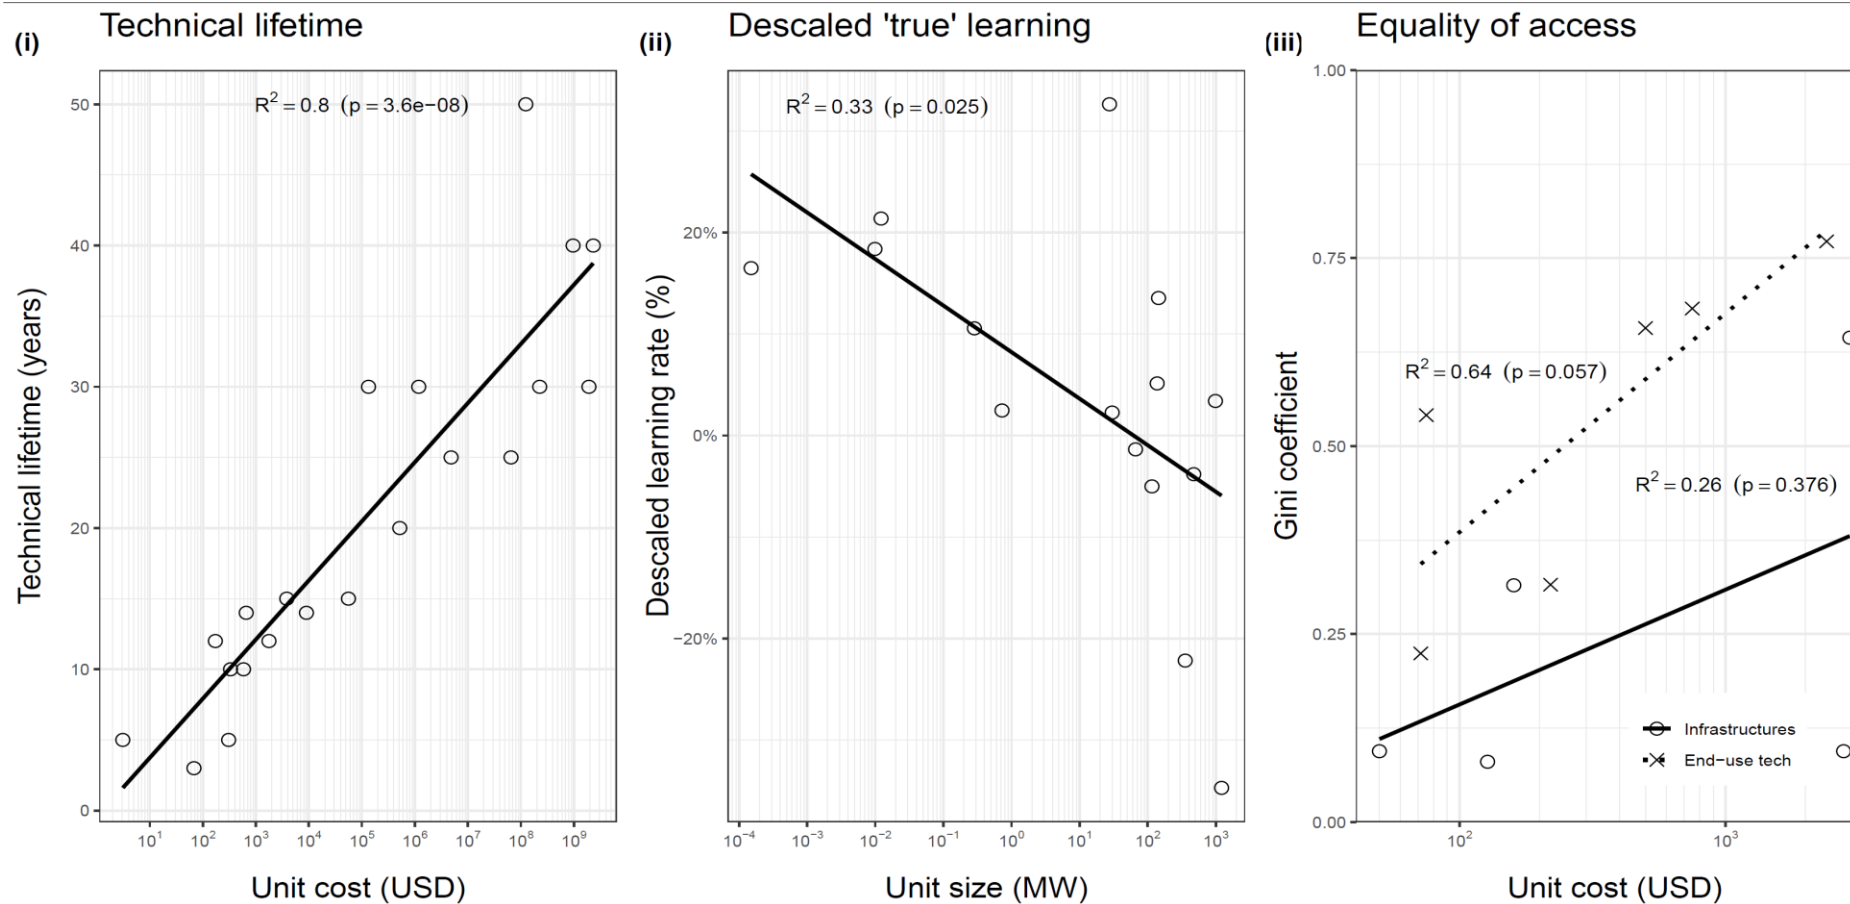 (i)
Technical lifetime
R² = 0.8 (p = 3.6e−08)
50
40
30
20
10
0
Technical lifetime (years)
10¹ 10² 10³ 10⁴ 10⁵ 10⁶ 10⁷ 10⁸ 10⁹
Unit cost (USD)
(ii)
Descaled 'true' learning
R² = 0.33 (p = 0.025)
20%
0%
−20%
Descaled learning rate (%)
10⁻⁴ 10⁻³ 10⁻² 10⁻¹ 10⁰ 10¹ 10² 10³
Unit size (MW)
(iii)
Equality of access
1.00
0.75
0.50
0.25
0.00
Gini coefficient
R² = 0.64 (p = 0.057)
R² = 0.26 (p = 0.376)
Infrastructures
End−use tech
10² 10³
Unit cost (USD)